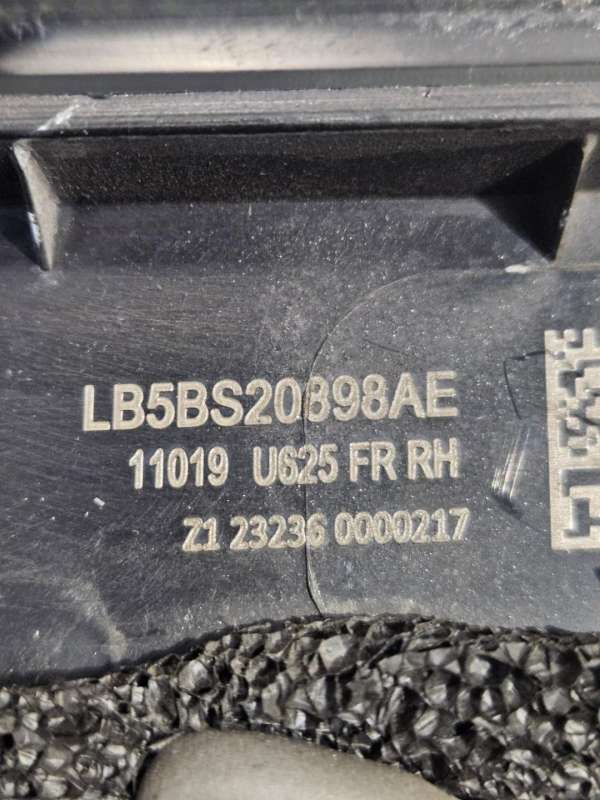 LB5BS20898AE
11019 U625 FR RH
Z1 23236 0000217